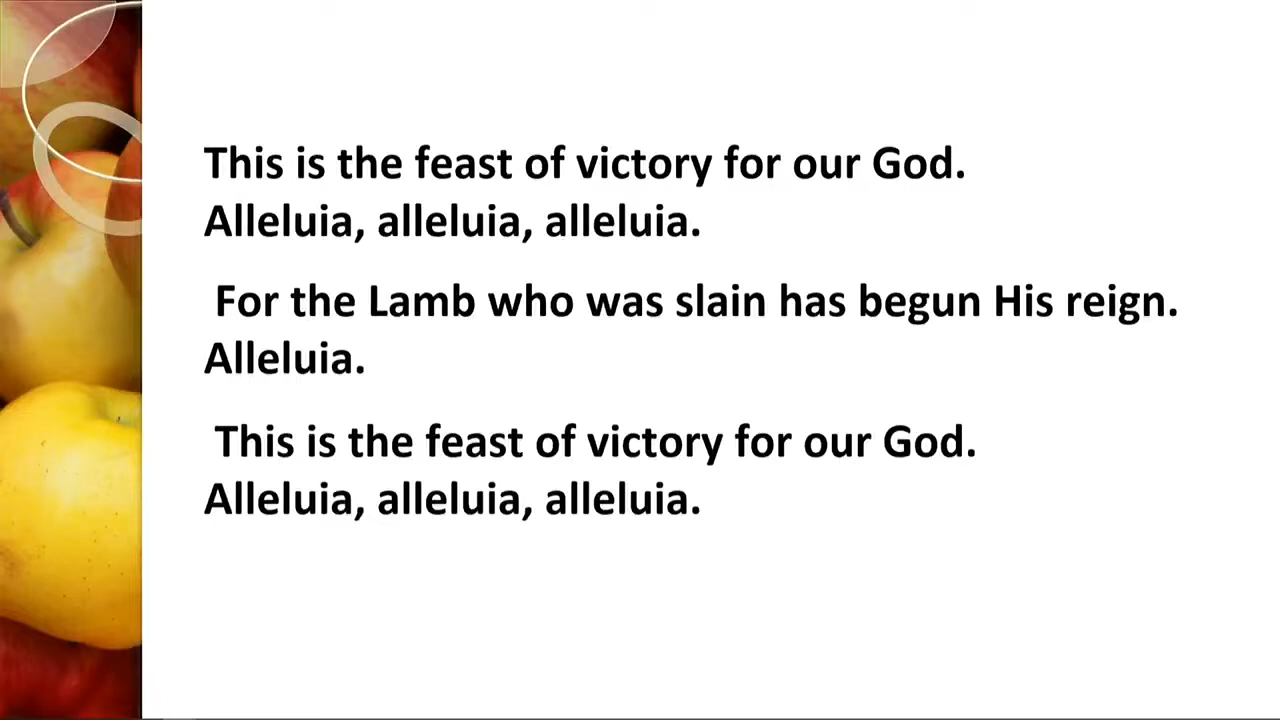 This is the feast of victory for our God.
Alleluia, alleluia, alleluia.
For the Lamb who was slain has begun His reign.
Alleluia.
This is the feast of victory for our God.
Alleluia, alleluia, alleluia.